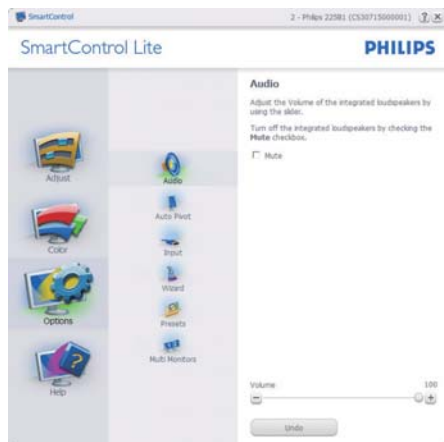 SmartControl
2 - Philips 225B1 (CS30715000001)
SmartControl Lite
PHILIPS
Adjust
Color
Options
Help
Audio
Auto Pivot
Input
Wizard
Presets
Multi Monitors
Audio
Adjust the Volume of the integrated loudspeakers by
using the slider.
Turn off the integrated loudspeakers by checking the
Mute checkbox.
Mute
Volume
100
Undo